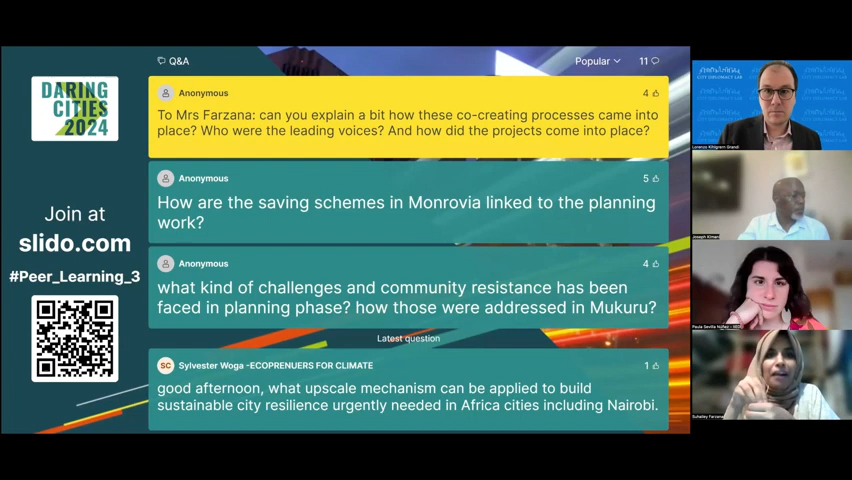 DARING
CITIES
2024
Join at
slido.com
#Peer_Learning_3
Q&A
Popular
11
Anonymous
4
To Mrs Farzana: can you explain a bit how these co-creating processes came into
place? Who were the leading voices? And how did the projects come into place?
Anonymous
5
How are the saving schemes in Monrovia linked to the planning
work?
Anonymous
4
what kind of challenges and community resistance has been
faced in planning phase? how those were addressed in Mukuru?
Latest question
SC
Sylvester Woga -ECOPRENUERS FOR CLIMATE
1
good afternoon, what upscale mechanism can be applied to build
sustainable city resilience urgently needed in Africa cities including Nairobi.
CITY DIPLOMACY LAB
Joseph Kimani